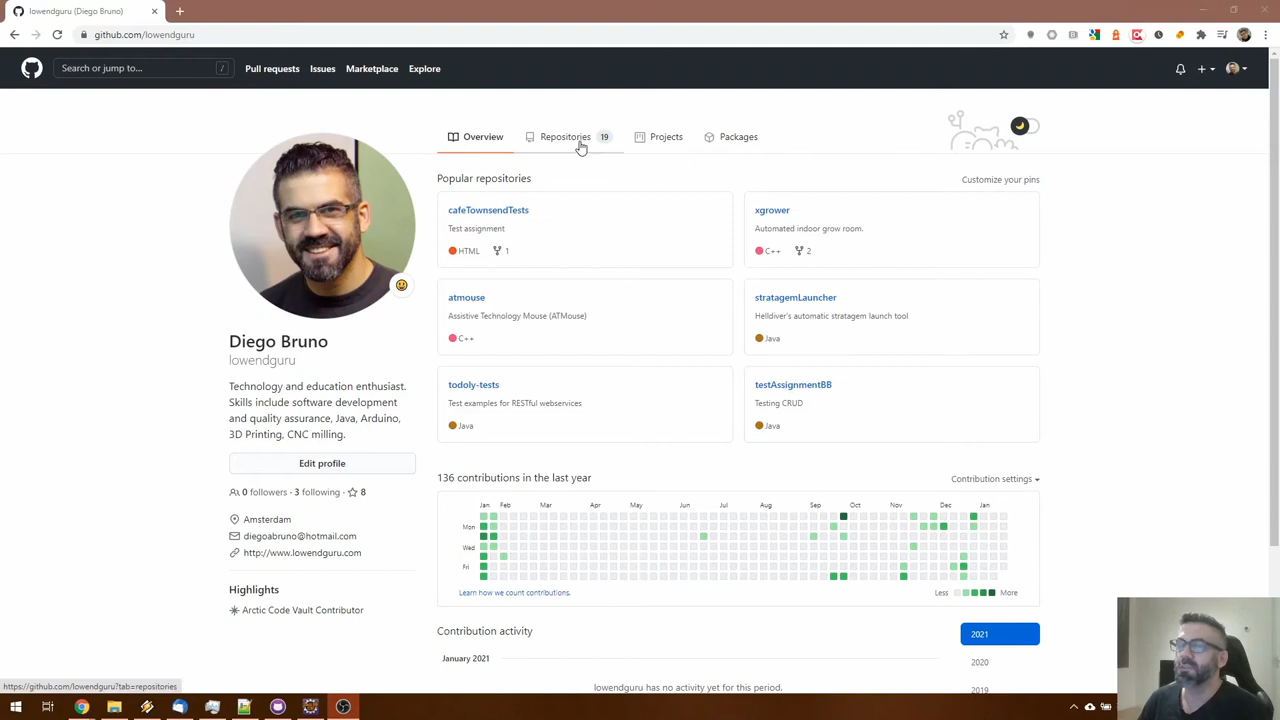 lowendguru (Diego Bruno)
github.com/lowendguru
Search or jump to...
/
Pull requests
Issues
Marketplace
Explore
Overview
Repositories 19
Projects
Packages
Popular repositories
Customize your pins
cafeTownsendTests
Test assignment
HTML 1
xgrower
Automated indoor grow room.
C++ 2
atmouse
Assistive Technology Mouse (ATMouse)
C++
stratagemLauncher
Helldiver's automatic stratagem launch tool
Java
todoly-tests
Test examples for RESTful webservices
Java
testAssignmentBB
Testing CRUD
Java
Diego Bruno
lowendguru
Technology and education enthusiast.
Skills include software development
and quality assurance, Java, Arduino,
3D Printing, CNC milling.
Edit profile
0 followers · 3 following · 8
Amsterdam
diegoabruno@hotmail.com
http://www.lowendguru.com
Highlights
Arctic Code Vault Contributor
136 contributions in the last year
Contribution settings
Jan Feb Mar Apr May Jun Jul Aug Sep Oct Nov Dec Jan
Mon
Wed
Fri
Learn how we count contributions.
Less More
Contribution activity
2021
January 2021
2020
lowendguru has no activity yet for this period.
2019
https://github.com/lowendguru?tab=repositories